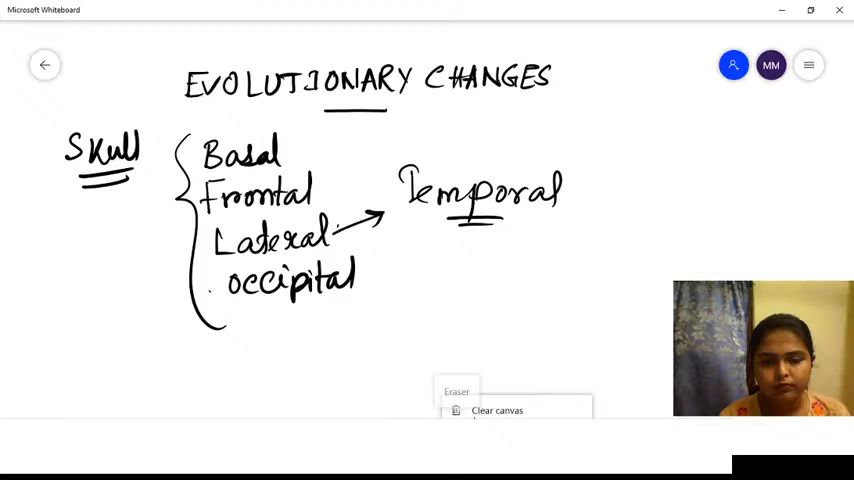 Microsoft Whiteboard
EVOLUTIONARY CHANGES
MM
Skull
Basal
Frontal
Lateral → Temporal
occipital
Eraser
Clear canvas